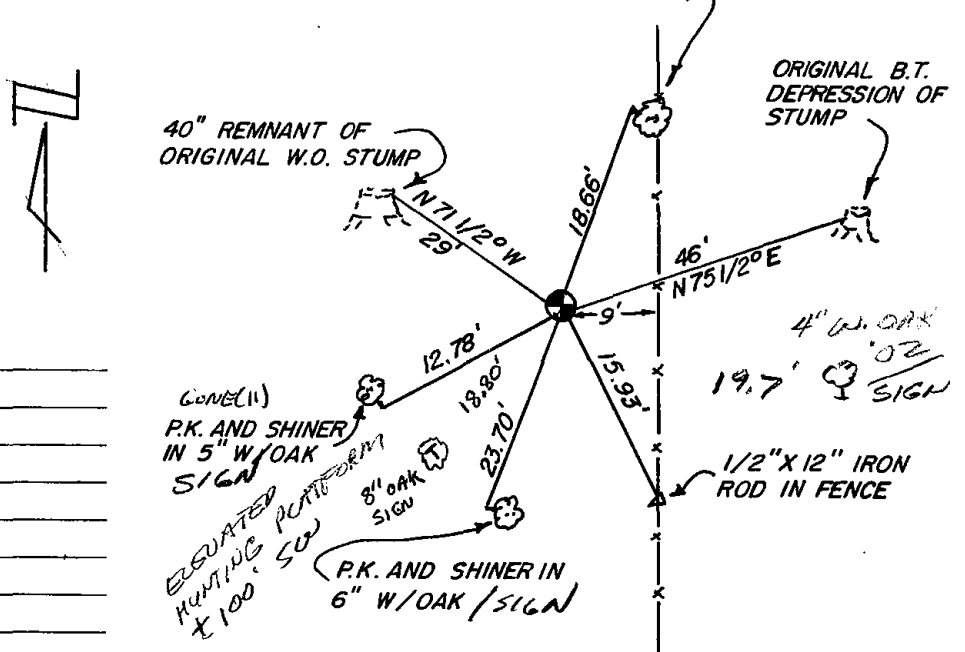 ORIGINAL B.T.
DEPRESSION OF
STUMP
40" REMNANT OF
ORIGINAL W.O. STUMP
N 71 1/2° W
29'
18.66'
46'
N 75 1/2° E
9'
4" W. OAK
'02
SIGN
19.7'
12.78'
18.80'
15.93'
23.70'
GONE(11)
P.K. AND SHINER
IN 5" W/OAK
SIGN
8" OAK
SIGN
ELEVATED
HUNTING PLATFORM
± 100' SW
1/2" X 12" IRON
ROD IN FENCE
P.K. AND SHINER IN
6" W/OAK / SIGN